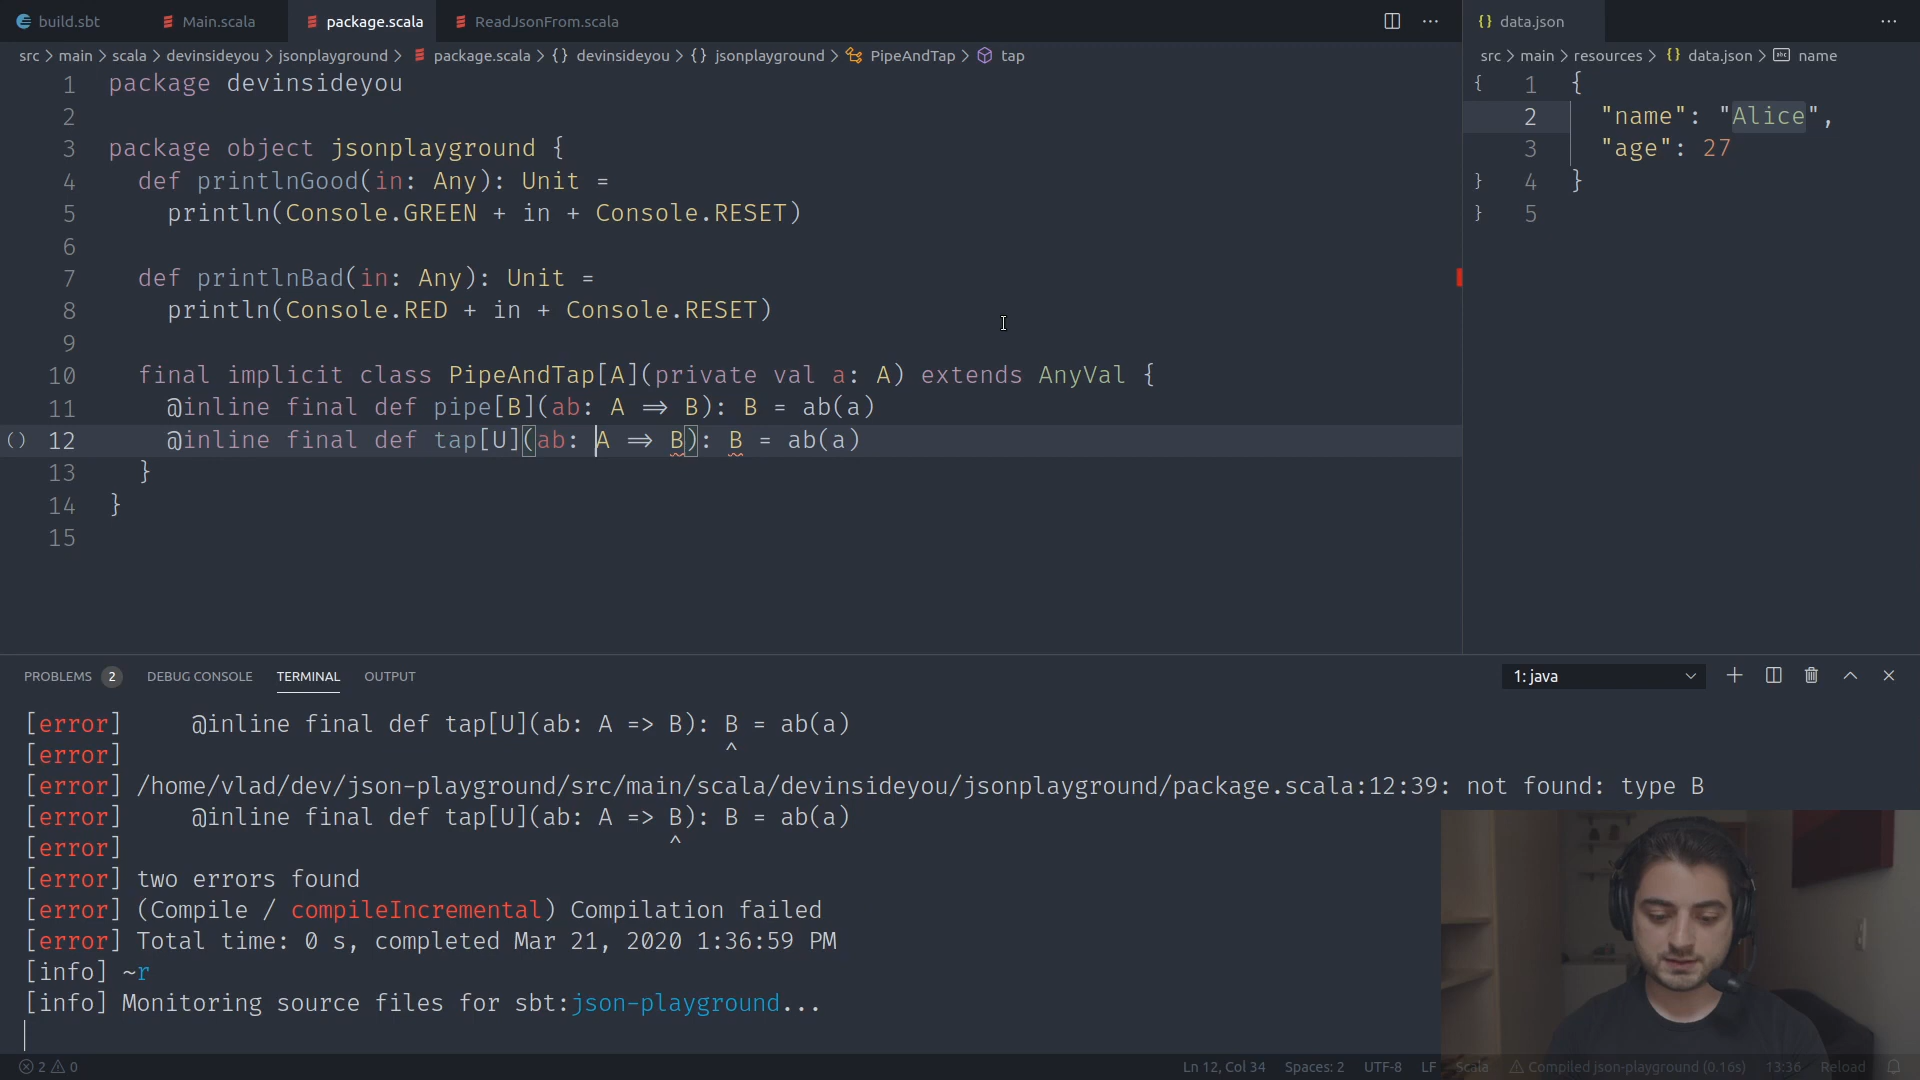 build.sbt
Main.scala
package.scala
ReadJsonFrom.scala
data.json
src > main > scala > devinsideyou > jsonplayground > package.scala > {} devinsideyou > {} jsonplayground > PipeAndTap > tap
src > main > resources > {} data.json > name
1 package devinsideyou
2
3 package object jsonplayground {
4 def printlnGood(in: Any): Unit =
5 println(Console.GREEN + in + Console.RESET)
6
7 def printlnBad(in: Any): Unit =
8 println(Console.RED + in + Console.RESET)
9
10 final implicit class PipeAndTap[A](private val a: A) extends AnyVal {
11 @inline final def pipe[B](ab: A ⇒ B): B = ab(a)
() 12 @inline final def tap[U](ab: A ⇒ B): B = ab(a)
13 }
14 }
15
{ 1 {
2 "name": "Alice",
3 "age": 27
} 4 }
} 5
PROBLEMS 2 DEBUG CONSOLE TERMINAL OUTPUT
1: java
[error] @inline final def tap[U](ab: A => B): B = ab(a)
[error] ^
[error] /home/vlad/dev/json-playground/src/main/scala/devinsideyou/jsonplayground/package.scala:12:39: not found: type B
[error] @inline final def tap[U](ab: A => B): B = ab(a)
[error] ^
[error] two errors found
[error] (Compile / compileIncremental) Compilation failed
[error] Total time: 0 s, completed Mar 21, 2020 1:36:59 PM
[info] ~r
[info] Monitoring source files for sbt:json-playground...
2 0
Ln 12, Col 34 Spaces: 2 UTF-8 LF Scala Compiled json-playground (0.16s) 13:36 Reload